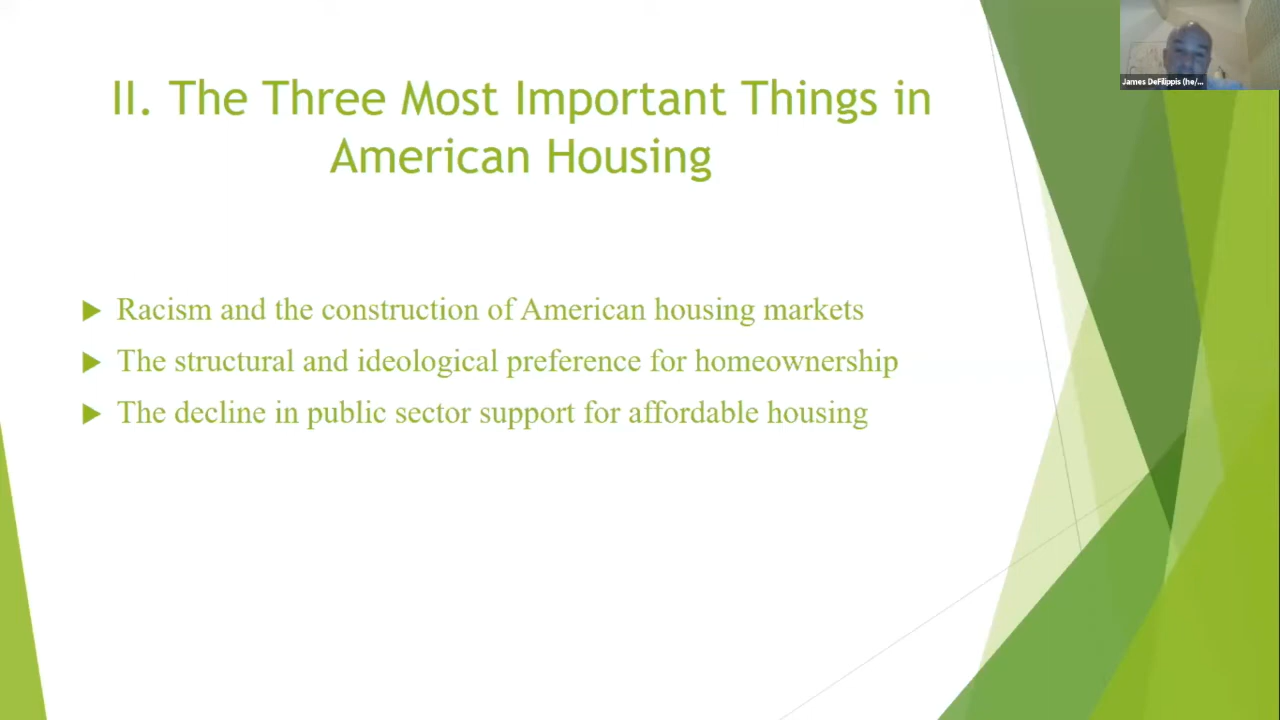 II. The Three Most Important Things in
American Housing
Racism and the construction of American housing markets
The structural and ideological preference for homeownership
The decline in public sector support for affordable housing
James DeFilippis (he/...